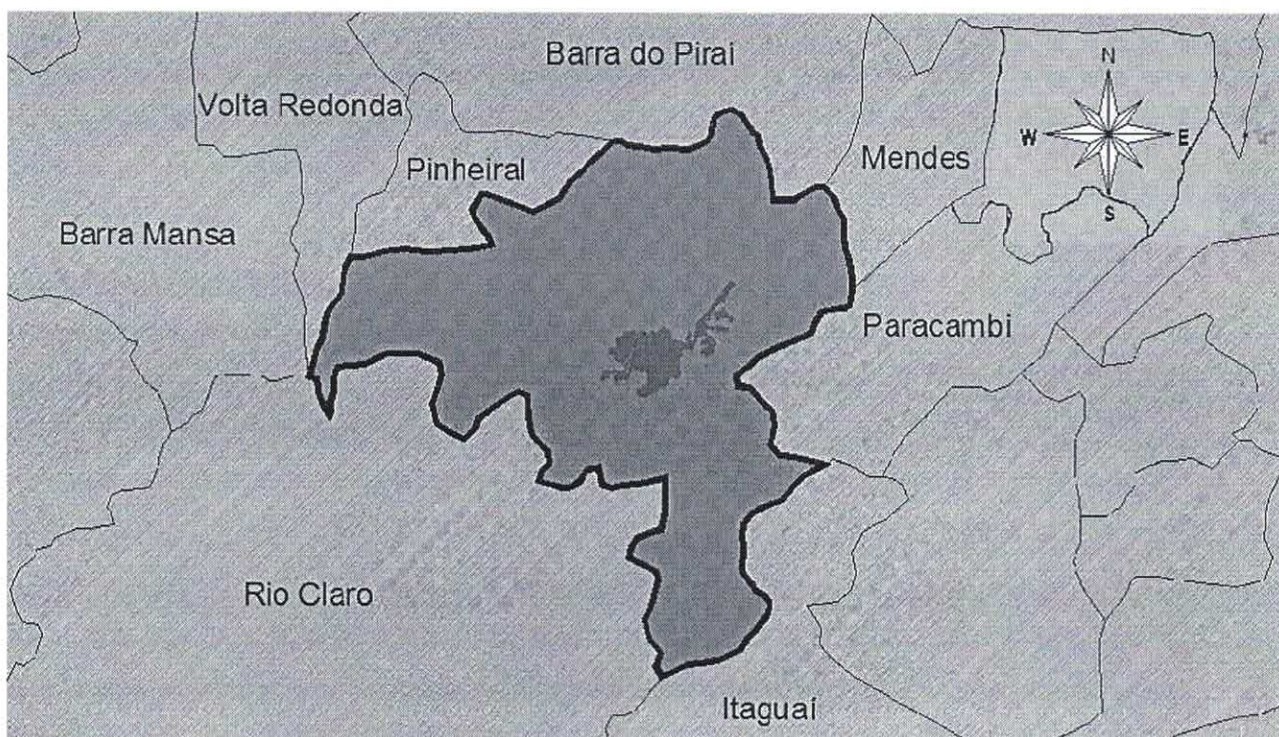 Barra do Piraí
N
Volta Redonda
W
E
Mendes
Pinheiral
S
Barra Mansa
Paracambi
Rio Claro
Itaguaí